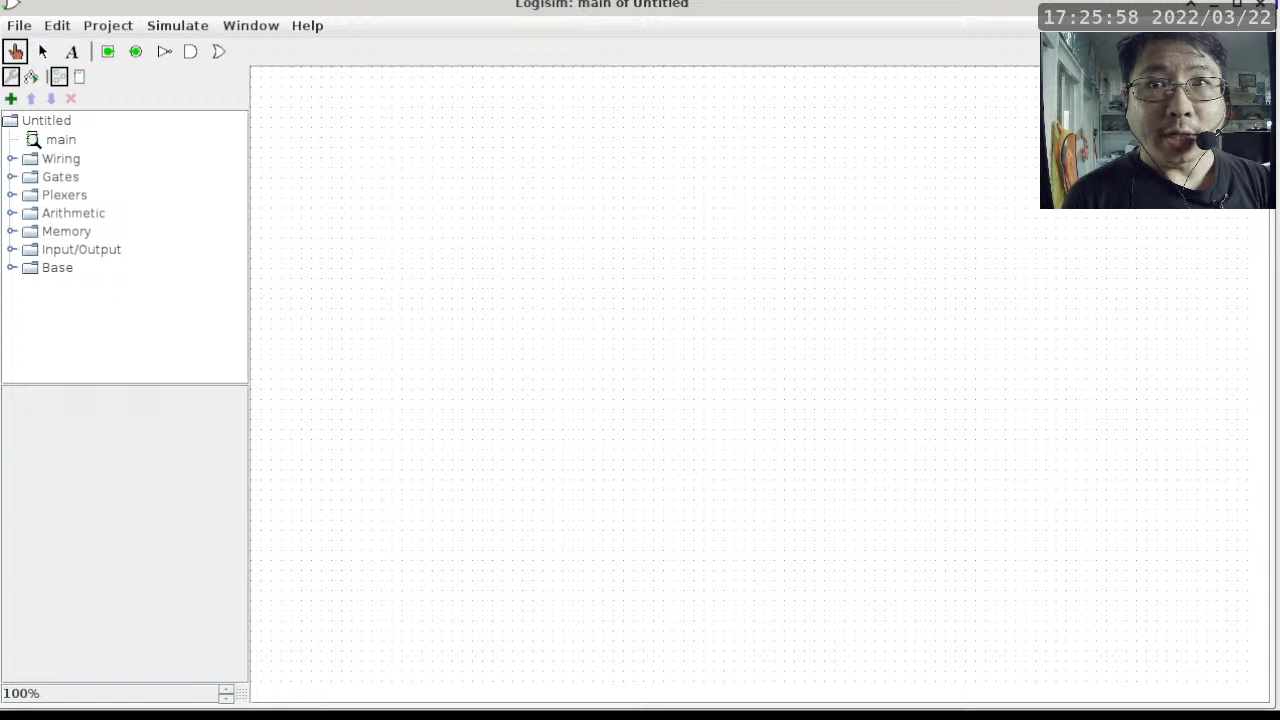 Logisim: main of Untitled
17:25:58 2022/03/22
File Edit Project Simulate Window Help
A
Untitled
main
Wiring
Gates
Plexers
Arithmetic
Memory
Input/Output
Base
100%